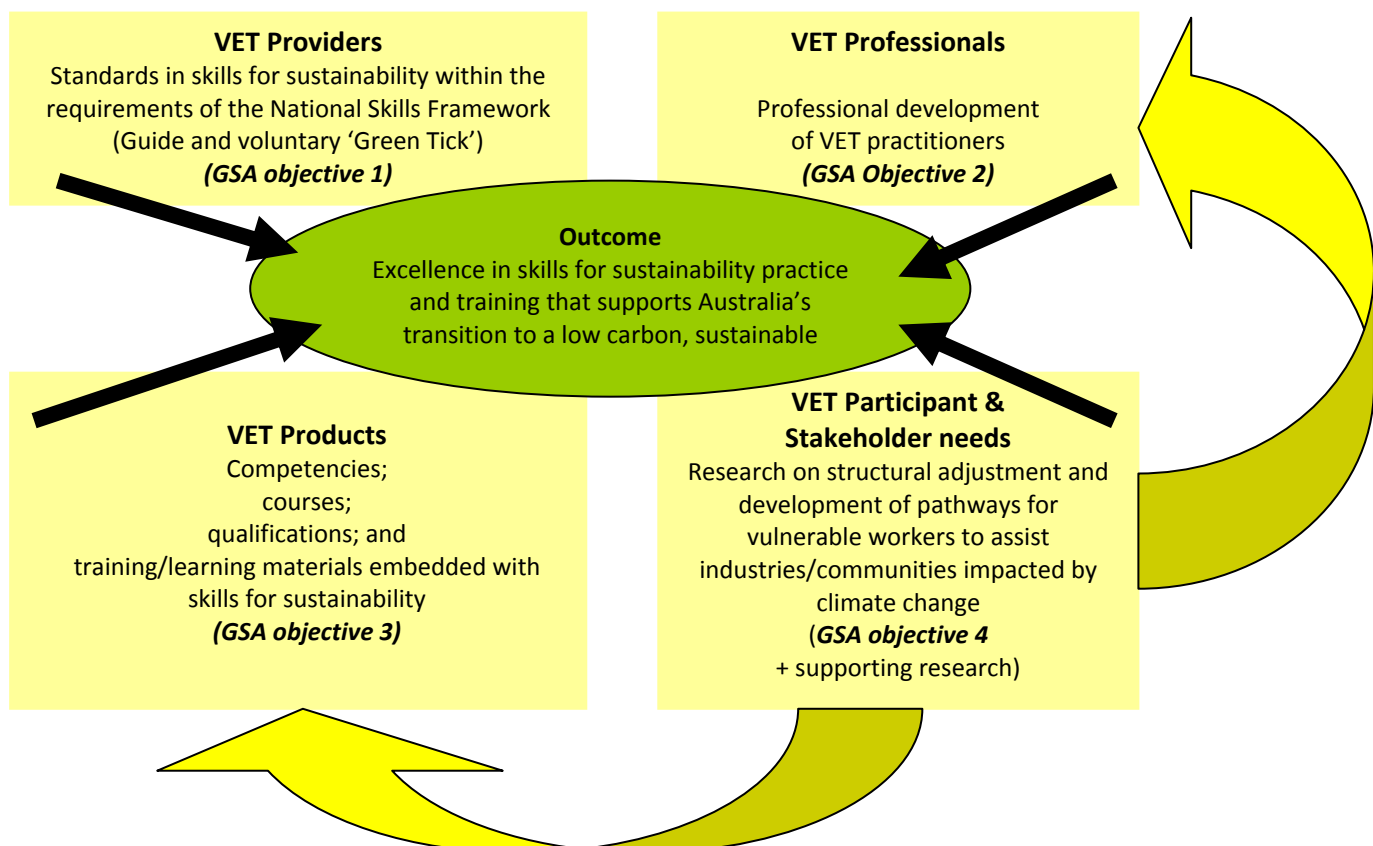 VET Providers
Standards in skills for sustainability within the
requirements of the National Skills Framework
(Guide and voluntary ‘Green Tick’)
(GSA objective 1)
VET Professionals
Professional development
of VET practitioners
(GSA Objective 2)
Outcome
Excellence in skills for sustainability practice
and training that supports Australia’s
transition to a low carbon, sustainable
VET Products
Competencies;
courses;
qualifications; and
training/learning materials embedded with
skills for sustainability
(GSA objective 3)
VET Participant &
Stakeholder needs
Research on structural adjustment and
development of pathways for
vulnerable workers to assist
industries/communities impacted by
climate change
(GSA objective 4
+ supporting research)